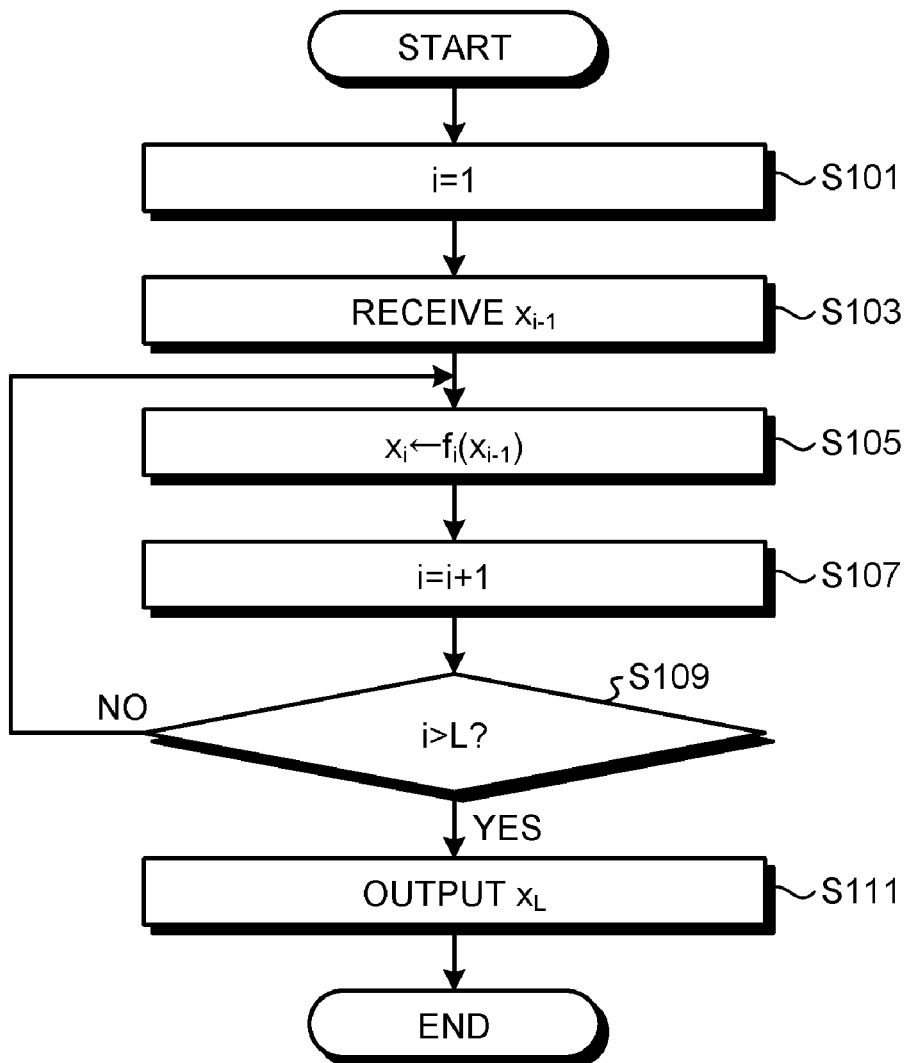 START
i=1
S101
RECEIVE xᵢ₋₁
S103
xᵢ←fᵢ(xᵢ₋₁)
S105
i=i+1
S107
S109
NO
i>L?
YES
OUTPUT x_L
S111
END